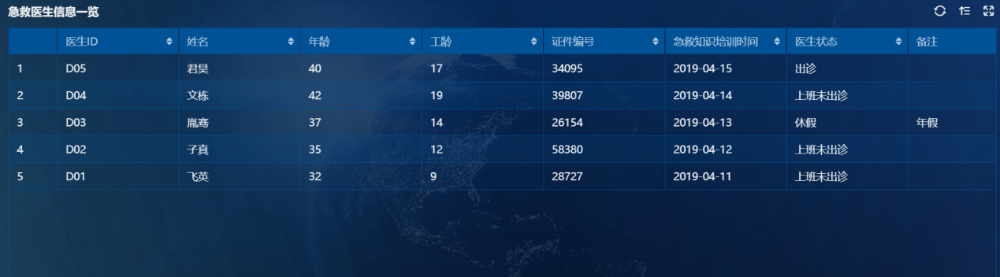 急救医生信息一览
医生ID 姓名 年龄 工龄 证件编号 急救知识培训时间 医生状态 备注
1 D05 君昊 40 17 34095 2019-04-15 出诊
2 D04 文栋 42 19 39807 2019-04-14 上班未出诊
3 D03 胤骞 37 14 26154 2019-04-13 休假 年假
4 D02 子真 35 12 58380 2019-04-12 上班未出诊
5 D01 飞英 32 9 28727 2019-04-11 上班未出诊